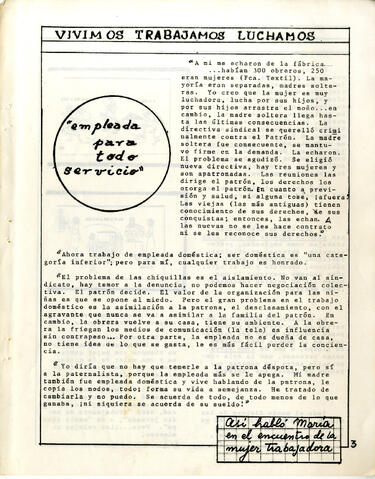 VIVIMOS TRABAJAMOS LUCHAMOS
"empleada
para
todo
servicio"
"A mi me echaron de la fábrica
...habían 300 obreros, 250
eran mujeres (Fca. Textil). La ma-
yoría eran separadas, madres solte-
ras. Yo creo que la mujer es muy
luchadora, lucha por sus hijos, y
por sus hijos arrastra el moño...en
cambio, la madre soltera llega hasta
las últimas consecuencias. La
directiva sindical se querelló crimi
nalmente contra el Patrón. La madre
soltera fue consecuente, se mantu-
vo firme en la demanda. La echaron.
El problema se agudizó. Se eligió
nueva directiva, hay tres mujeres y
son apatronadas. Las reuniones las
dirige el patrón, los derechos los
otorga el patrón. En cuanto a previ-
sión y salud, si alguna tose, ¡afuera!
Las viejas (las más antiguas) tienen
conocimiento de sus derechos, de sus
conquistas; entonces, las echan. A
las nuevas no se les hace contrato
ni se les reconoce sus derechos."
"Ahora trabajo de empleada doméstica; ser doméstica es "una cate-
goría inferior"; pero para mí, cualquier trabajo es honrado.
"El problema de las chiquillas es el aislamiento. No van al sin-
dicato, hay temor a la denuncia, no podemos hacer negociación colec-
tiva. El patrón decide. El valor de la organización para las ni-
ñas es que se opone al miedo. Pero el gran problema en el trabajo
doméstico es la asimilación a la patrona, el desclasamiento, con el
agravante que nunca se va a asimilar a la familia del patrón. En
cambio, la obrera vuelve a su casa, tiene su ambiente. A la obre-
ra la friegan los medios de comunicación (la tele) su influencia
sin contrapeso... Por otra parte, la empleada no es dueña de casa,
no tiene idea de lo que se gasta, le es más fácil perder la concien-
cia.
"Yo diría que no hay que temerle a la patrona déspota, pero sí
a la paternalista, porque la empleada más se le apega. Mi madre
también fue empleada doméstica y vive hablando de la patrona, le
copia los modos, todo; forma su vida a semejanza. He tratado de
cambiarla y no puedo. Se acuerda de todo, de todo menos de lo que
ganaba, ¡ni siquiera se acuerda de su sueldo!"
Así habló María
en el encuentro de la
mujer trabajadora
3